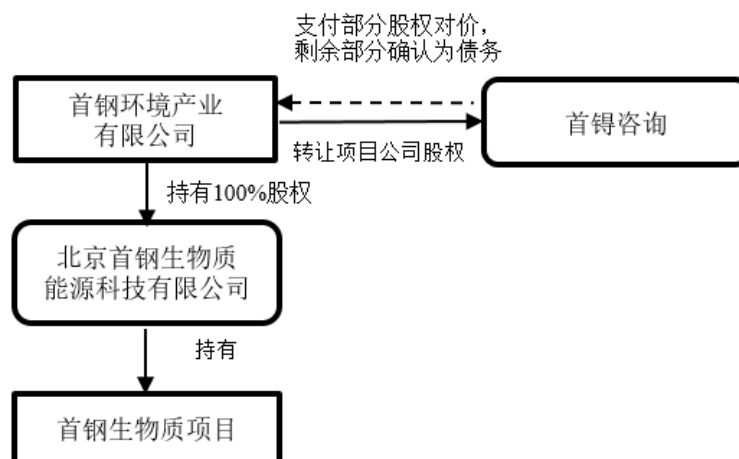 支付部分股权对价，
剩余部分确认为债务
首钢环境产业
有限公司
首锝咨询
转让项目公司股权
持有100%股权
北京首钢生物质
能源科技有限公司
持有
首钢生物质项目